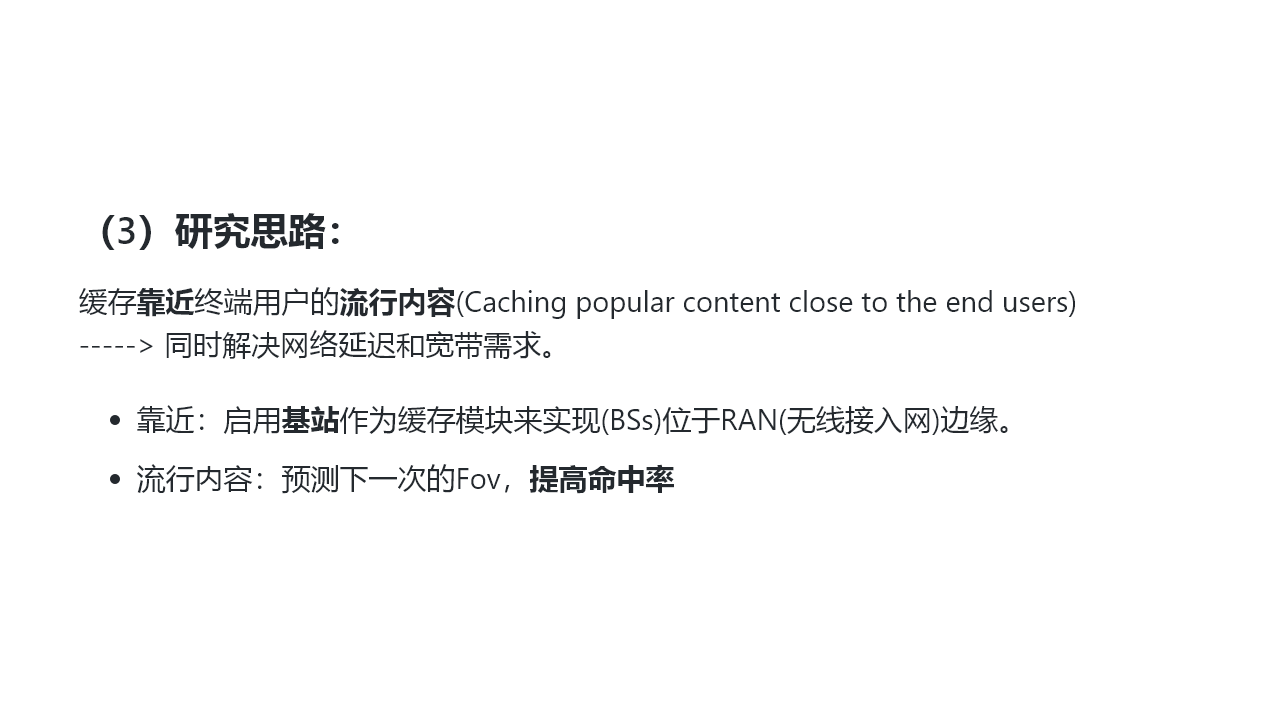 （3）研究思路：
缓存靠近终端用户的流行内容(Caching popular content close to the end users)
-----> 同时解决网络延迟和宽带需求。
• 靠近：启用基站作为缓存模块来实现(BSs)位于RAN(无线接入网)边缘。
• 流行内容：预测下一次的Fov，提高命中率